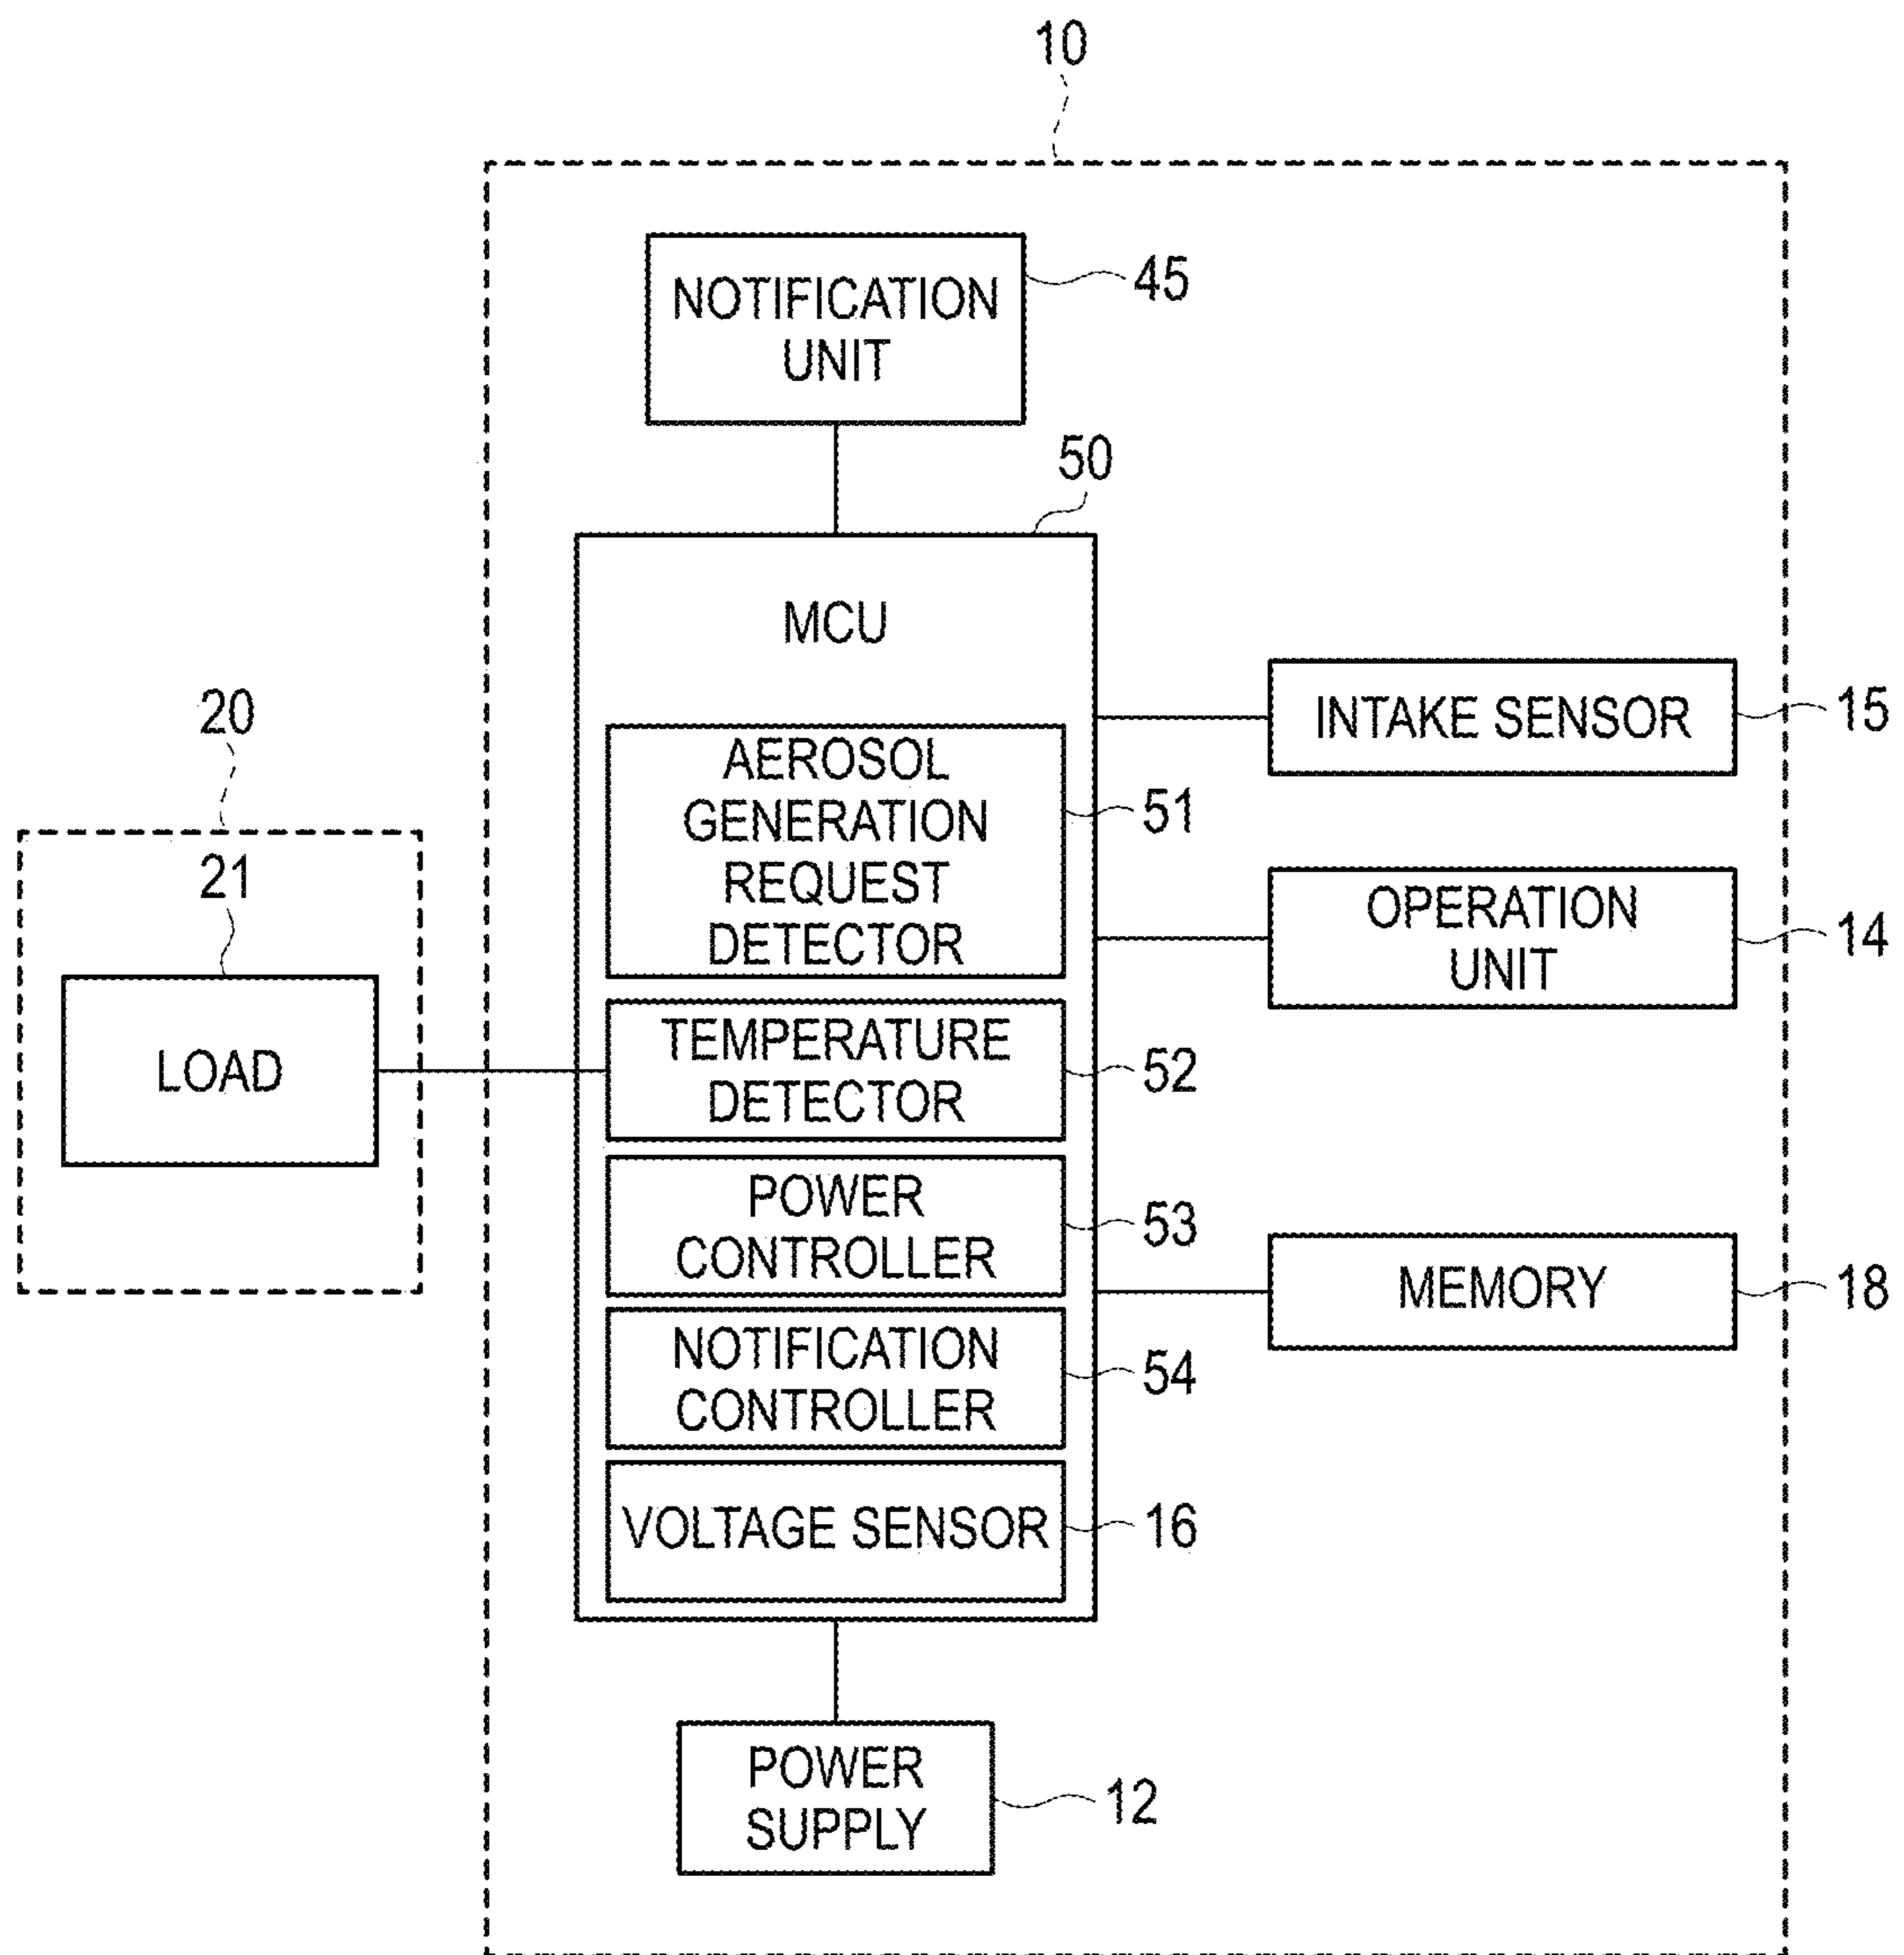 10
NOTIFICATION
UNIT
45
50
MCU
INTAKE SENSOR
15
20
AEROSOL
GENERATION
REQUEST
DETECTOR
51
21
OPERATION
UNIT
14
LOAD
TEMPERATURE
DETECTOR
52
POWER
CONTROLLER
53
MEMORY
18
NOTIFICATION
CONTROLLER
54
VOLTAGE SENSOR
16
POWER
SUPPLY
12